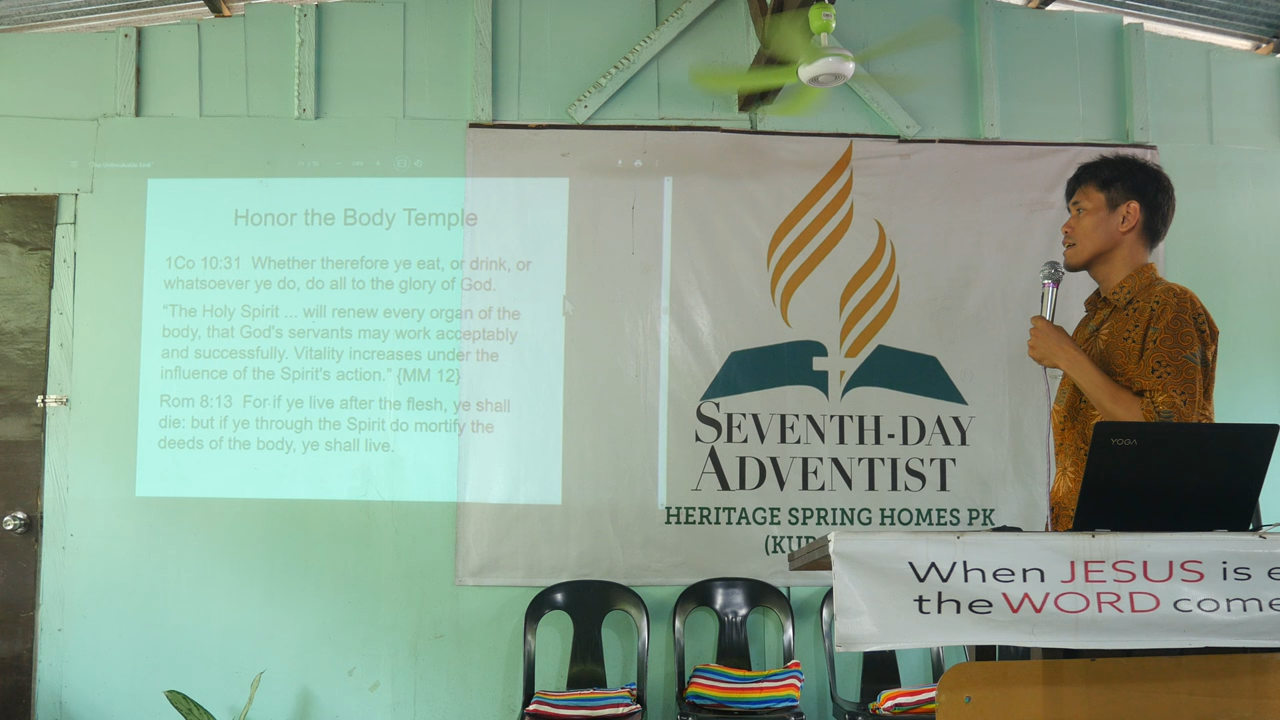 Honor the Body Temple
1Co 10:31 Whether therefore ye eat, or drink, or
whatsoever ye do, do all to the glory of God.
“The Holy Spirit ... will renew every organ of the
body, that God's servants may work acceptably
and successfully. Vitality increases under the
influence of the Spirit's action.” {MM 12}
Rom 8:13 For if ye live after the flesh, ye shall
die: but if ye through the Spirit do mortify the
deeds of the body, ye shall live.
SEVENTH-DAY
ADVENTIST
HERITAGE SPRING HOMES PK
YOGA
When JESUS is
the WORD come